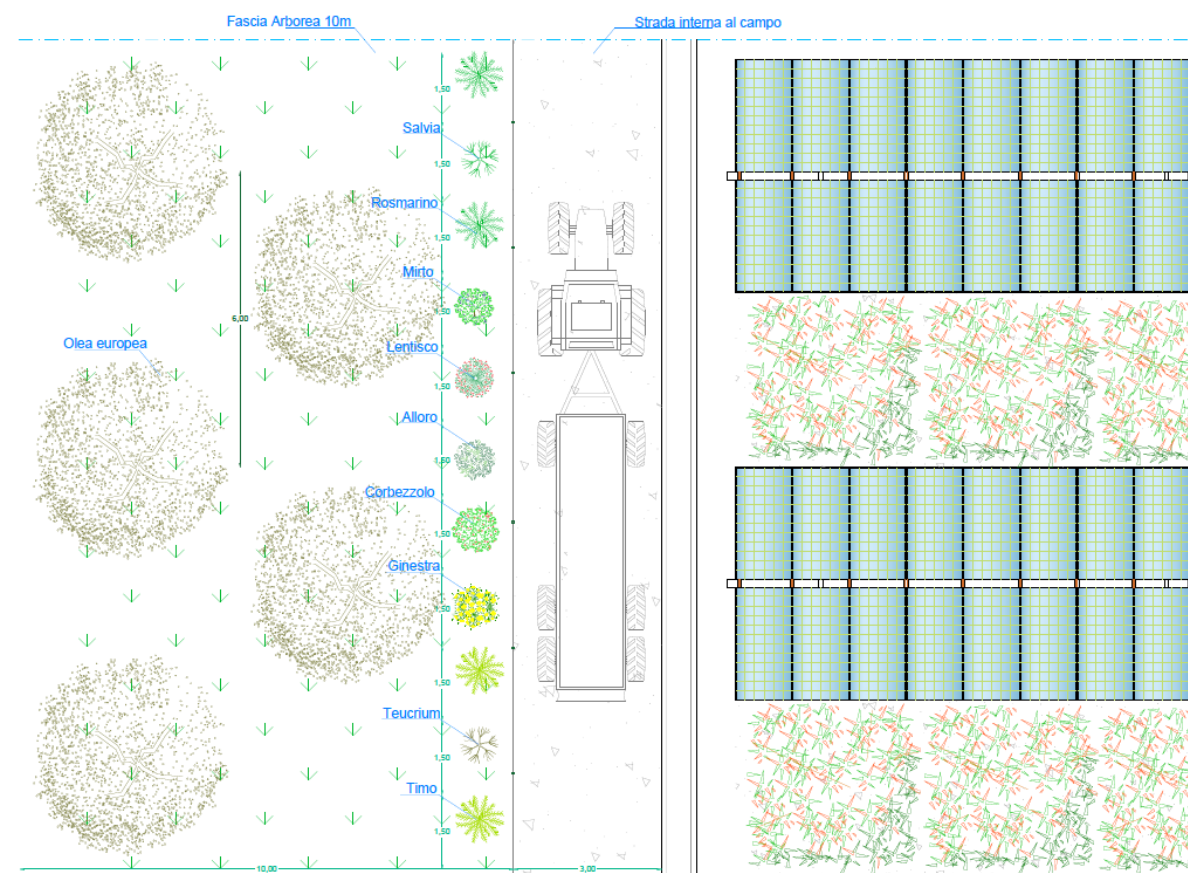 Fascia Arborea 10m
Strada interna al campo
1,50
Salvia
1,50
Rosmarino
1,50
Mirto
1,50
6,00
Olea europea
Lentisco
1,50
Alloro
1,50
Corbezzolo
1,50
Ginestra
1,50
1,50
Teucrium
1,50
Timo
1,50
10,00
3,00